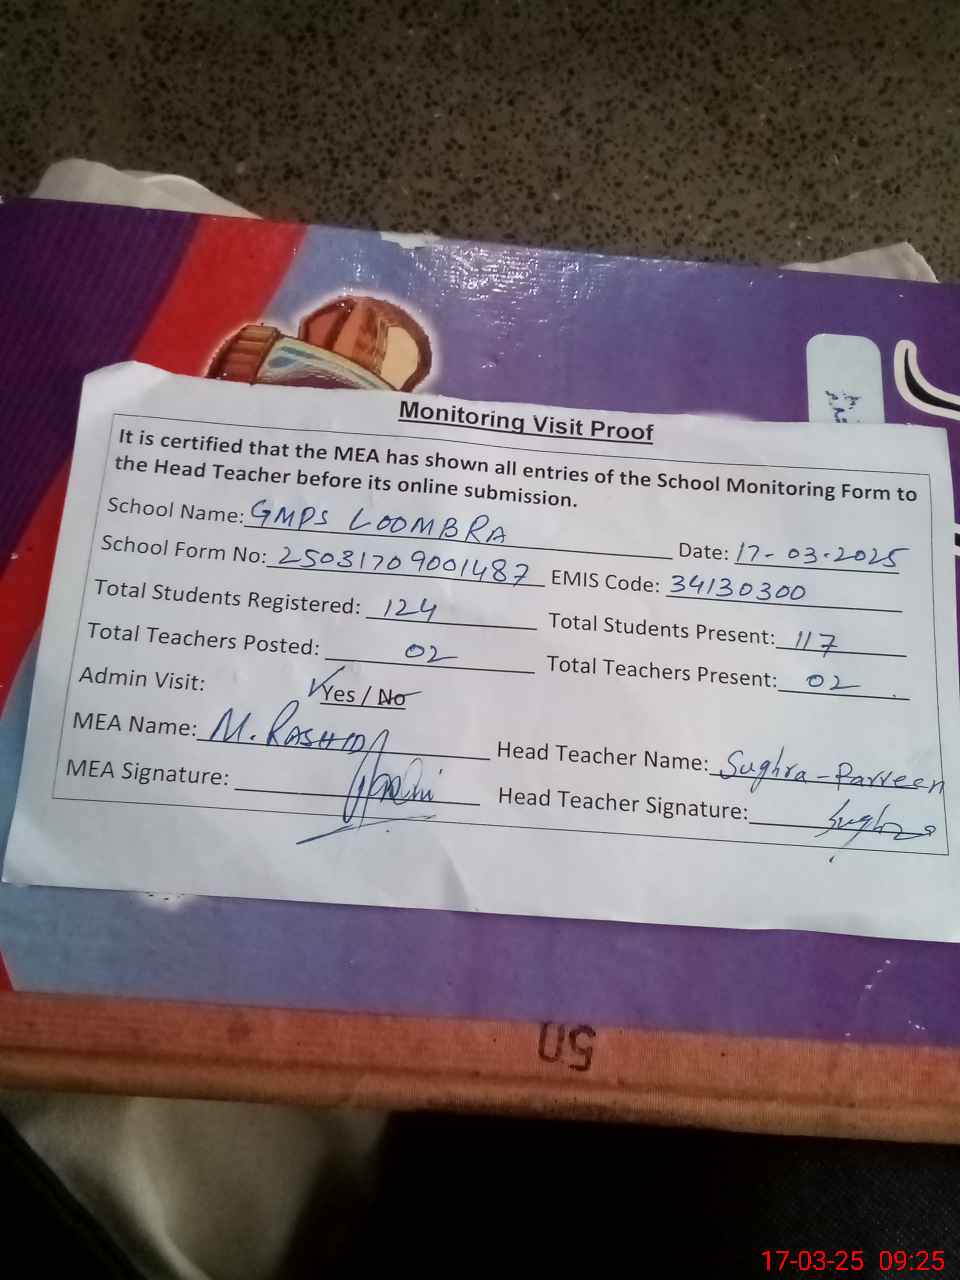 Monitoring Visit Proof
It is certified that the MEA has shown all entries of the School Monitoring Form to
the Head Teacher before its online submission.
School Name: GMPS LOOMBRA Date: 17-03-2025
School Form No: 25031709001487 EMIS Code: 34130300
Total Students Registered: 124 Total Students Present: 117
Total Teachers Posted: 02 Total Teachers Present: 02
Admin Visit: Yes / No
MEA Name: M. RASHID Head Teacher Name: Sughra-Parveen
MEA Signature: Head Teacher Signature: Sughra
50
17-03-25 09:25